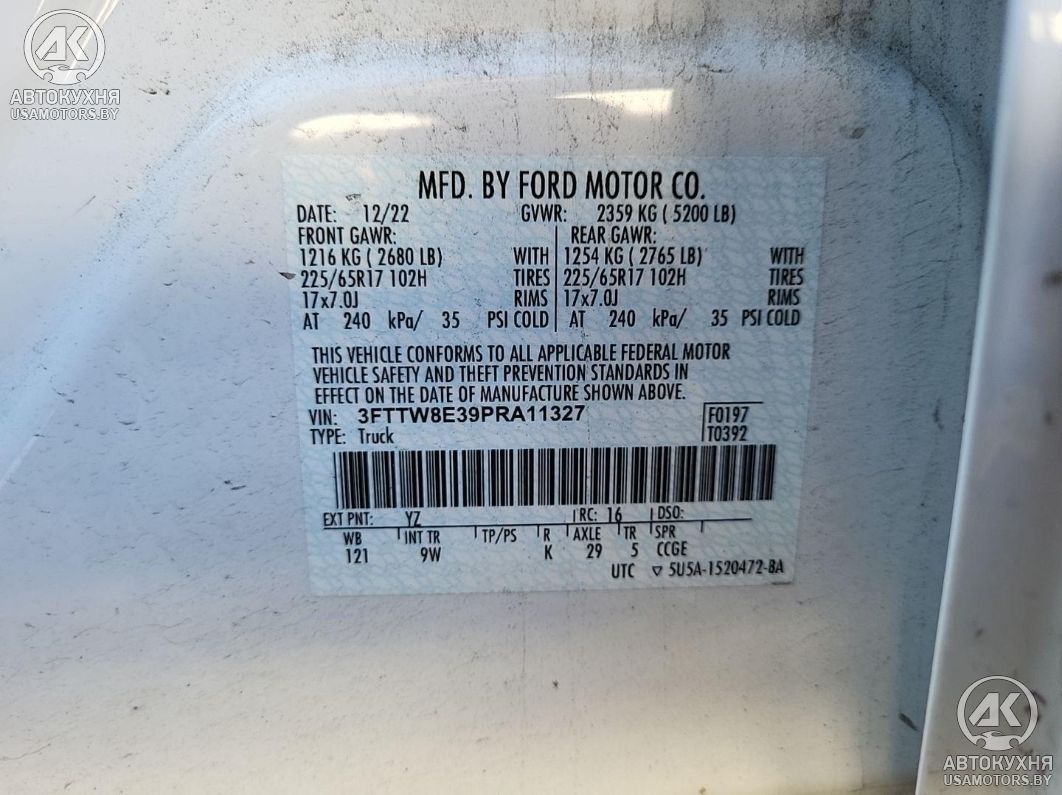 AK
АВТОКУХНЯ
USAMOTORS.BY
MFD. BY FORD MOTOR CO.
DATE: 12/22 GVWR: 2359 KG ( 5200 LB)
FRONT GAWR: REAR GAWR:
1216 KG ( 2680 LB) WITH 1254 KG ( 2765 LB) WITH
225/65R17 102H TIRES 225/65R17 102H TIRES
17x7.0J RIMS 17x7.0J RIMS
AT 240 kPa/ 35 PSI COLD AT 240 kPa/ 35 PSI COLD
THIS VEHICLE CONFORMS TO ALL APPLICABLE FEDERAL MOTOR
VEHICLE SAFETY AND THEFT PREVENTION STANDARDS IN
EFFECT ON THE DATE OF MANUFACTURE SHOWN ABOVE.
VIN: 3FTTW8E39PRA11327 F0197
TYPE: Truck T0392
EXT PNT: YZ RC: 16 DSO:
WB INT TR TP/PS R AXLE TR SPR
121 9W K 29 5 CCGE
UTC ▽ 5U5A-1520472-BA
AK
АВТОКУХНЯ
USAMOTORS.BY